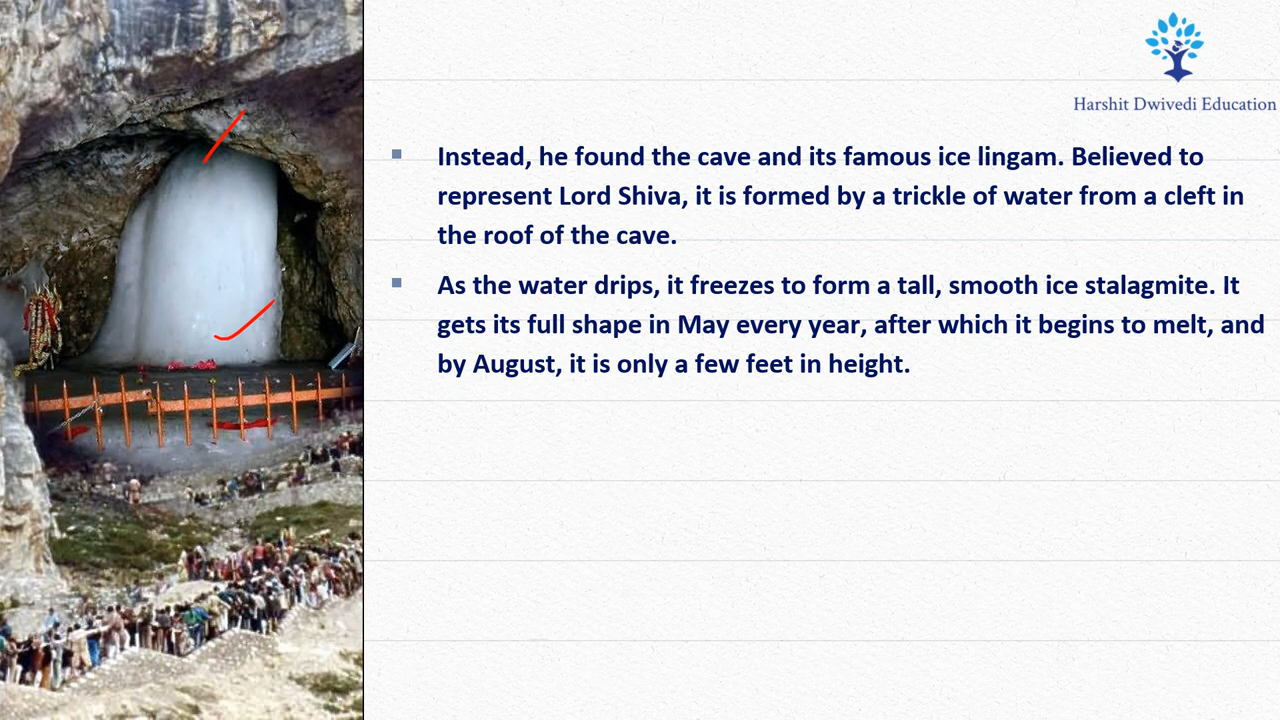 Harshit Dwivedi Education
▪ Instead, he found the cave and its famous ice lingam. Believed to
represent Lord Shiva, it is formed by a trickle of water from a cleft in
the roof of the cave.
▪ As the water drips, it freezes to form a tall, smooth ice stalagmite. It
gets its full shape in May every year, after which it begins to melt, and
by August, it is only a few feet in height.